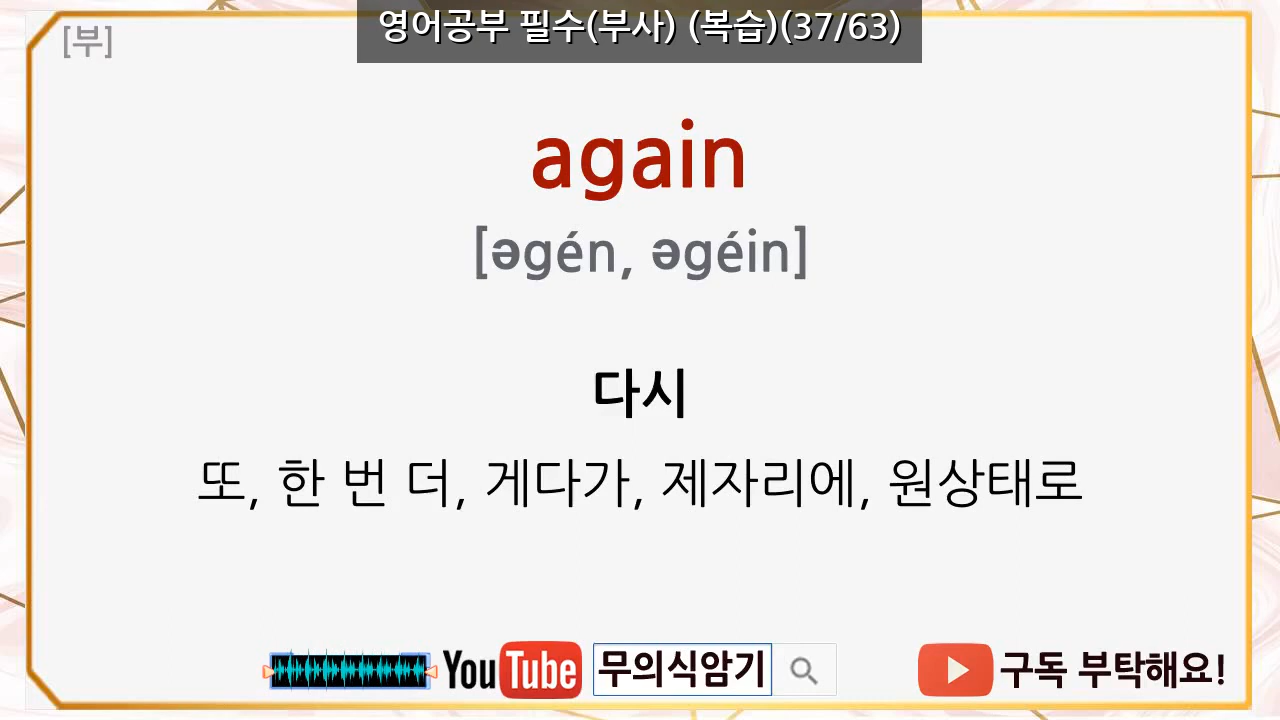 영어공부 필수(부사) (복습)(37/63)
[부]
again
[əgén, əgéin]
다시
또, 한 번 더, 게다가, 제자리에, 원상태로
YouTube 무의식암기 구독 부탁해요!